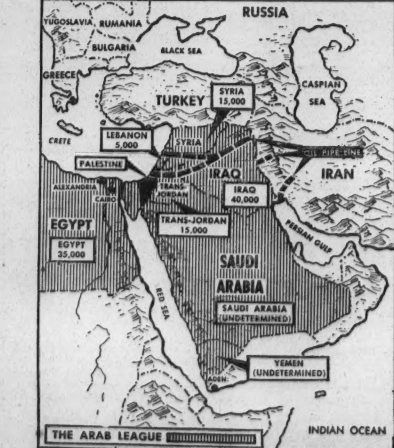 RUSSIA
YUGOSLAVIA
RUMANIA
BULGARIA
BLACK SEA
GREECE
CASPIAN
SEA
TURKEY
SYRIA
15,000
CRETE
LEBANON
5,000
SYRIA
OIL PIPE LINE
PALESTINE
IRAQ
IRAN
ALEXANDRIA
CAIRO
TRANS-
JORDAN
IRAQ
40,000
EGYPT
EGYPT
35,000
TRANS-JORDAN
15,000
PERSIAN GULF
SAUDI
ARABIA
RED SEA
SAUDI ARABIA
(UNDETERMINED)
YEMEN
(UNDETERMINED)
ADEN
THE ARAB LEAGUE
INDIAN OCEAN